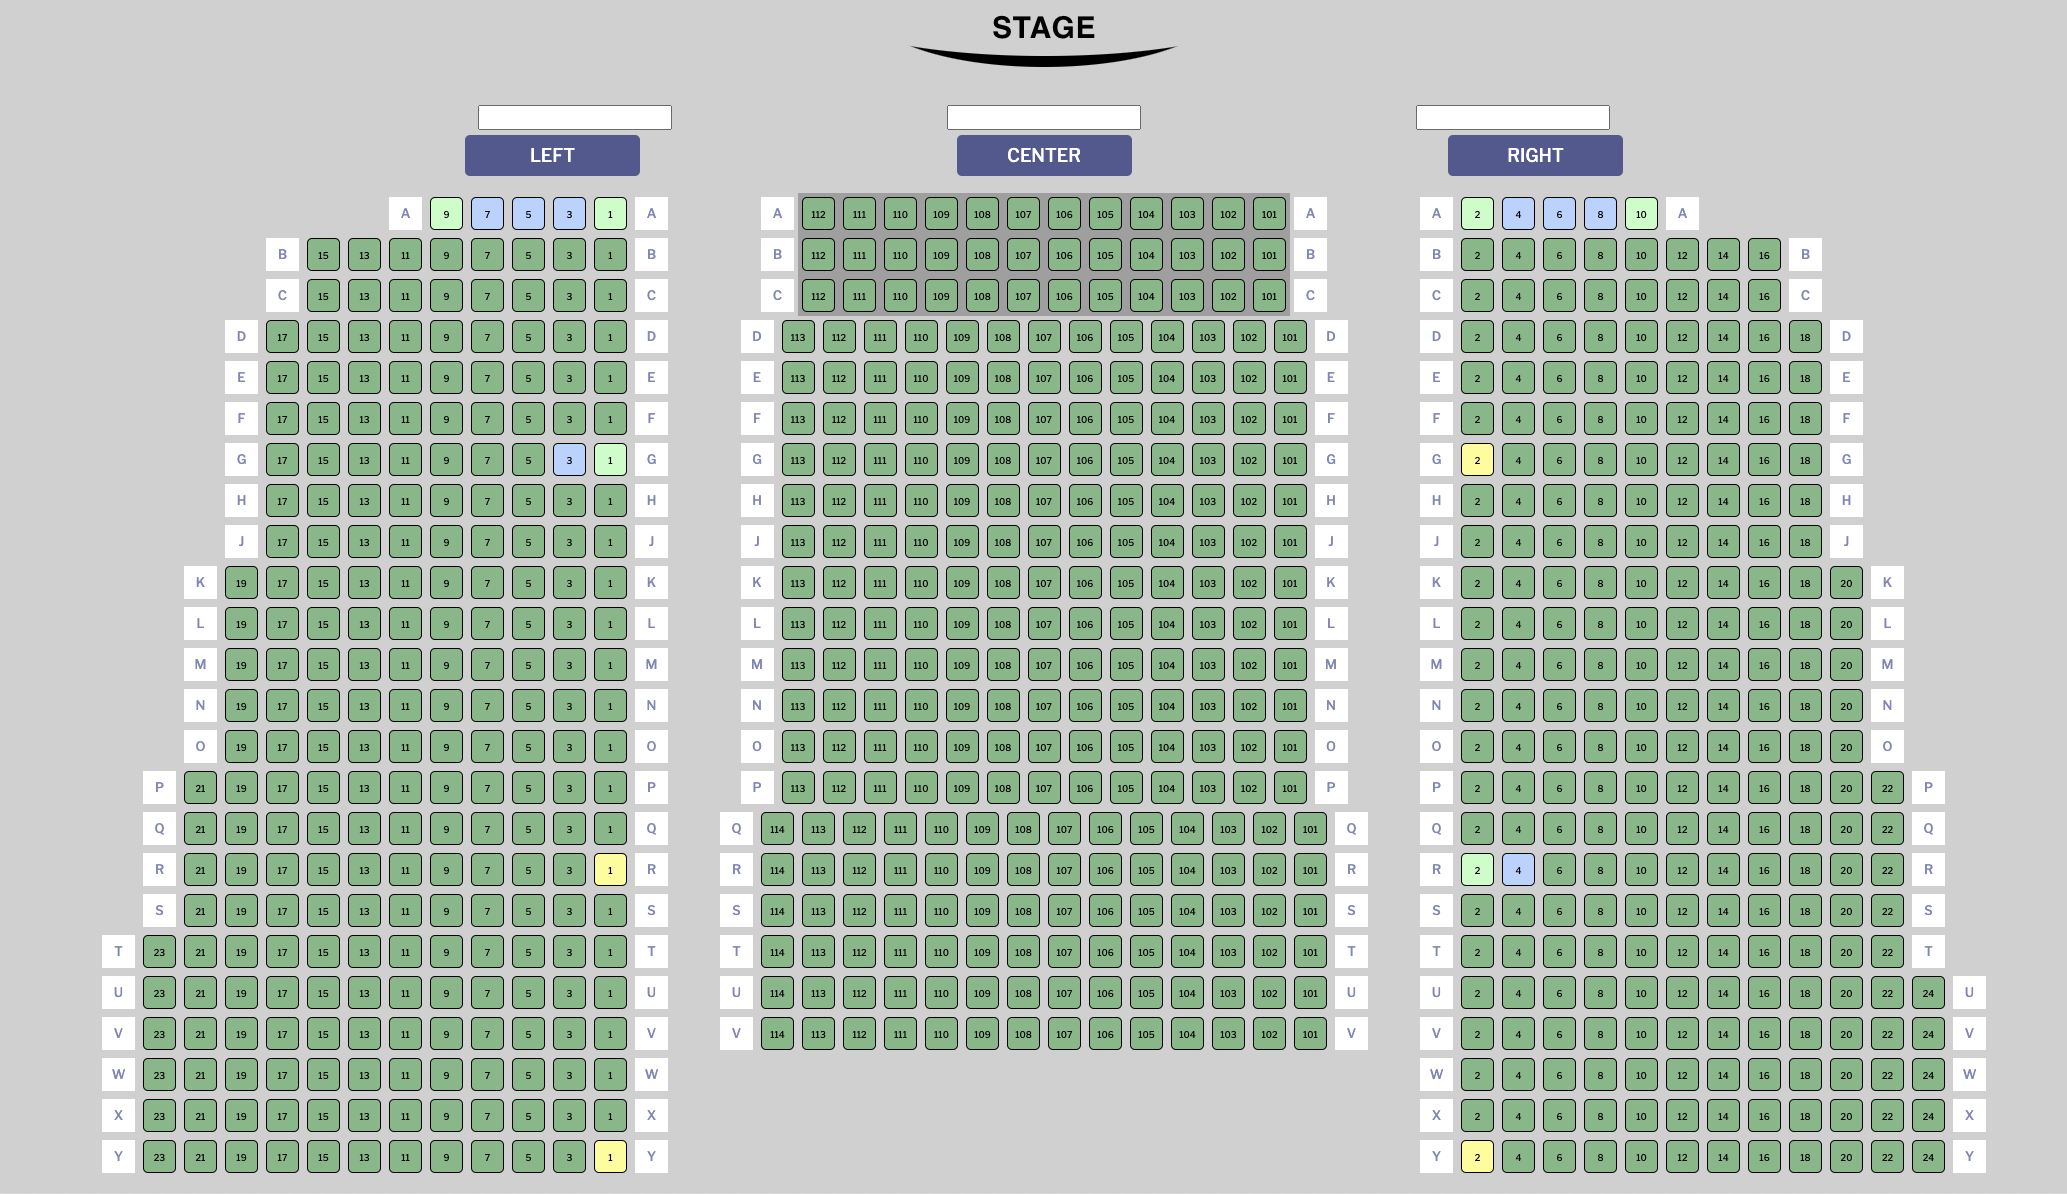 STAGE
LEFT CENTER RIGHT
A 9 7 5 3 1 A A 112 111 110 109 108 107 106 105 104 103 102 101 A A 2 4 6 8 10 A
B 15 13 11 9 7 5 3 1 B B 112 111 110 109 108 107 106 105 104 103 102 101 B B 2 4 6 8 10 12 14 16 B
C 15 13 11 9 7 5 3 1 C C 112 111 110 109 108 107 106 105 104 103 102 101 C C 2 4 6 8 10 12 14 16 C
D 17 15 13 11 9 7 5 3 1 D D 113 112 111 110 109 108 107 106 105 104 103 102 101 D D 2 4 6 8 10 12 14 16 18 D
E 17 15 13 11 9 7 5 3 1 E E 113 112 111 110 109 108 107 106 105 104 103 102 101 E E 2 4 6 8 10 12 14 16 18 E
F 17 15 13 11 9 7 5 3 1 F F 113 112 111 110 109 108 107 106 105 104 103 102 101 F F 2 4 6 8 10 12 14 16 18 F
G 17 15 13 11 9 7 5 3 1 G G 113 112 111 110 109 108 107 106 105 104 103 102 101 G G 2 4 6 8 10 12 14 16 18 G
H 17 15 13 11 9 7 5 3 1 H H 113 112 111 110 109 108 107 106 105 104 103 102 101 H H 2 4 6 8 10 12 14 16 18 H
J 17 15 13 11 9 7 5 3 1 J J 113 112 111 110 109 108 107 106 105 104 103 102 101 J J 2 4 6 8 10 12 14 16 18 J
K 19 17 15 13 11 9 7 5 3 1 K K 113 112 111 110 109 108 107 106 105 104 103 102 101 K K 2 4 6 8 10 12 14 16 18 20 K
L 19 17 15 13 11 9 7 5 3 1 L L 113 112 111 110 109 108 107 106 105 104 103 102 101 L L 2 4 6 8 10 12 14 16 18 20 L
M 19 17 15 13 11 9 7 5 3 1 M M 113 112 111 110 109 108 107 106 105 104 103 102 101 M M 2 4 6 8 10 12 14 16 18 20 M
N 19 17 15 13 11 9 7 5 3 1 N N 113 112 111 110 109 108 107 106 105 104 103 102 101 N N 2 4 6 8 10 12 14 16 18 20 N
O 19 17 15 13 11 9 7 5 3 1 O O 113 112 111 110 109 108 107 106 105 104 103 102 101 O O 2 4 6 8 10 12 14 16 18 20 O
P 21 19 17 15 13 11 9 7 5 3 1 P P 113 112 111 110 109 108 107 106 105 104 103 102 101 P P 2 4 6 8 10 12 14 16 18 20 22 P
Q 21 19 17 15 13 11 9 7 5 3 1 Q Q 114 113 112 111 110 109 108 107 106 105 104 103 102 101 Q Q 2 4 6 8 10 12 14 16 18 20 22 Q
R 21 19 17 15 13 11 9 7 5 3 1 R R 114 113 112 111 110 109 108 107 106 105 104 103 102 101 R R 2 4 6 8 10 12 14 16 18 20 22 R
S 21 19 17 15 13 11 9 7 5 3 1 S S 114 113 112 111 110 109 108 107 106 105 104 103 102 101 S S 2 4 6 8 10 12 14 16 18 20 22 S
T 23 21 19 17 15 13 11 9 7 5 3 1 T T 114 113 112 111 110 109 108 107 106 105 104 103 102 101 T T 2 4 6 8 10 12 14 16 18 20 22 T
U 23 21 19 17 15 13 11 9 7 5 3 1 U U 114 113 112 111 110 109 108 107 106 105 104 103 102 101 U U 2 4 6 8 10 12 14 16 18 20 22 24 U
V 23 21 19 17 15 13 11 9 7 5 3 1 V V 114 113 112 111 110 109 108 107 106 105 104 103 102 101 V V 2 4 6 8 10 12 14 16 18 20 22 24 V
W 23 21 19 17 15 13 11 9 7 5 3 1 W W 2 4 6 8 10 12 14 16 18 20 22 24 W
X 23 21 19 17 15 13 11 9 7 5 3 1 X X 2 4 6 8 10 12 14 16 18 20 22 24 X
Y 23 21 19 17 15 13 11 9 7 5 3 1 Y Y 2 4 6 8 10 12 14 16 18 20 22 24 Y